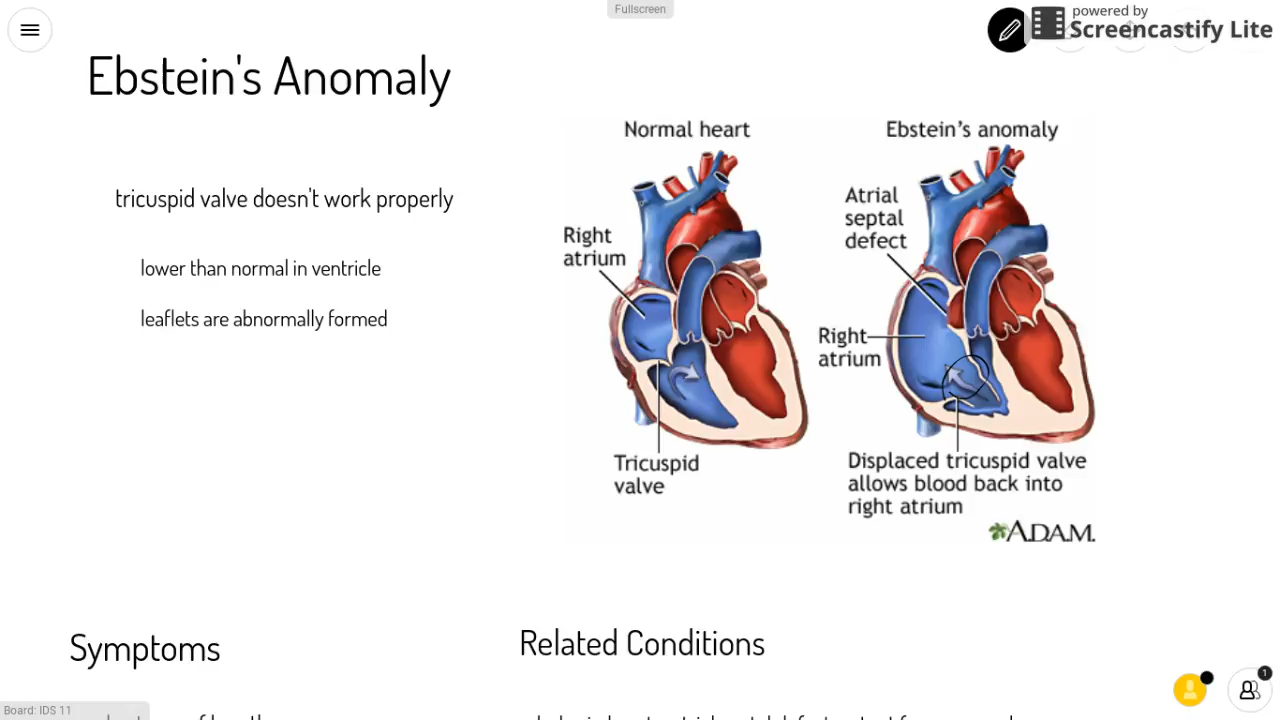 Fullscreen
powered by
Screencastify Lite
Ebstein's Anomaly
tricuspid valve doesn't work properly
lower than normal in ventricle
leaflets are abnormally formed
Normal heart
Right
atrium
Tricuspid
valve
Ebstein's anomaly
Atrial
septal
defect
Right
atrium
Displaced tricuspid valve
allows blood back into
right atrium
A.D.A.M.
Symptoms
Related Conditions
1
Board: IDS 11